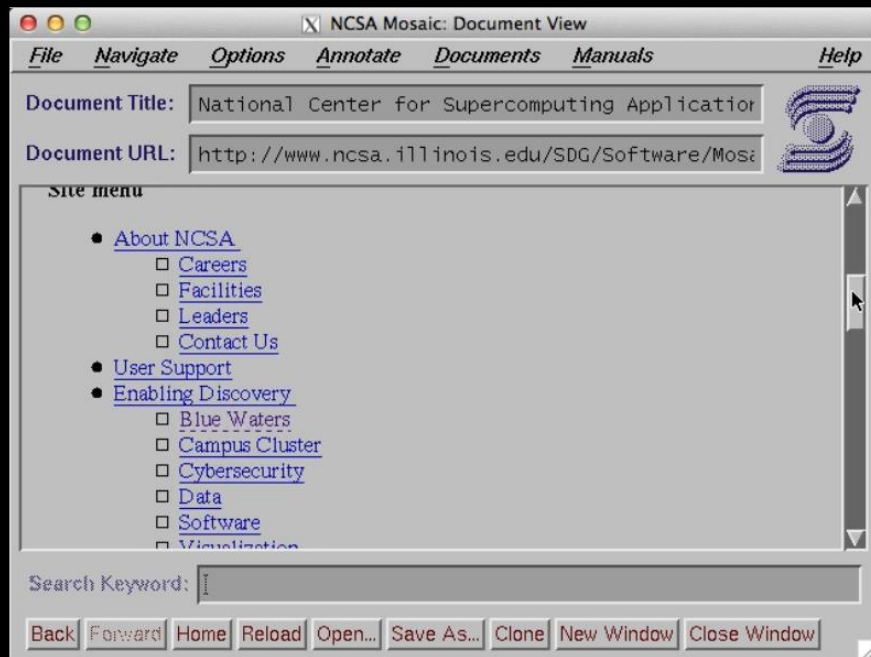 NCSA Mosaic: Document View
File Navigate Options Annotate Documents Manuals Help
Document Title: National Center for Supercomputing Application
Document URL: http://www.ncsa.illinois.edu/SDG/Software/Mosa
Site menu
About NCSA
Careers
Facilities
Leaders
Contact Us
User Support
Enabling Discovery
Blue Waters
Campus Cluster
Cybersecurity
Data
Software
Visualization
Search Keyword:
Back Forward Home Reload Open... Save As... Clone New Window Close Window